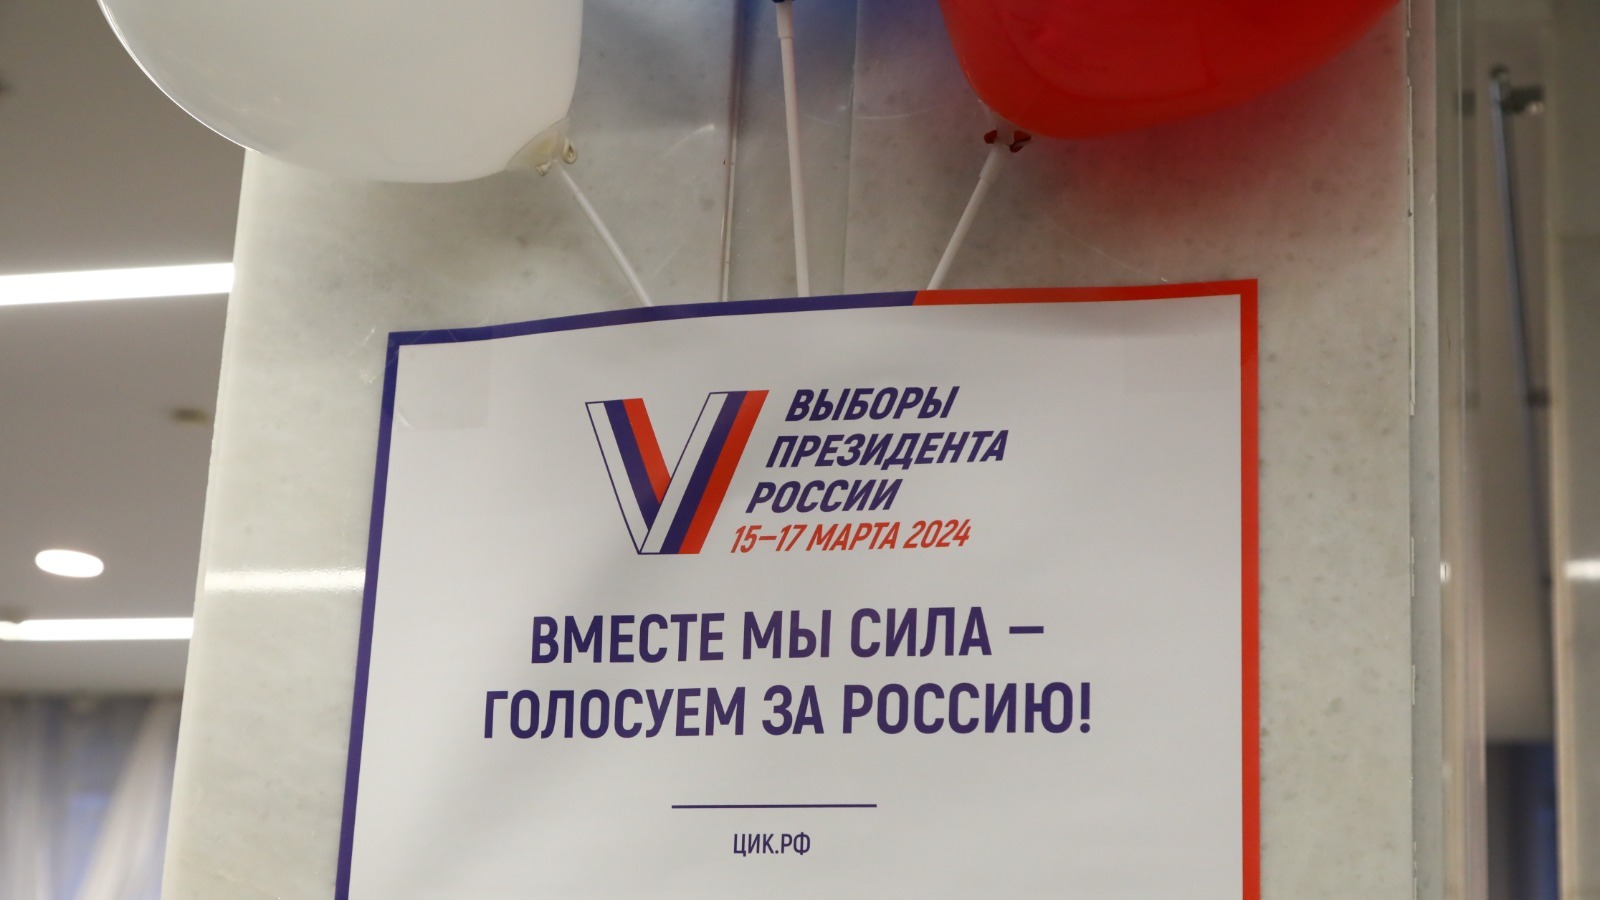 ВЫБОРЫ
ПРЕЗИДЕНТА
РОССИИ
15–17 МАРТА 2024
ВМЕСТЕ МЫ СИЛА –
ГОЛОСУЕМ ЗА РОССИЮ!
ЦИК.РФ